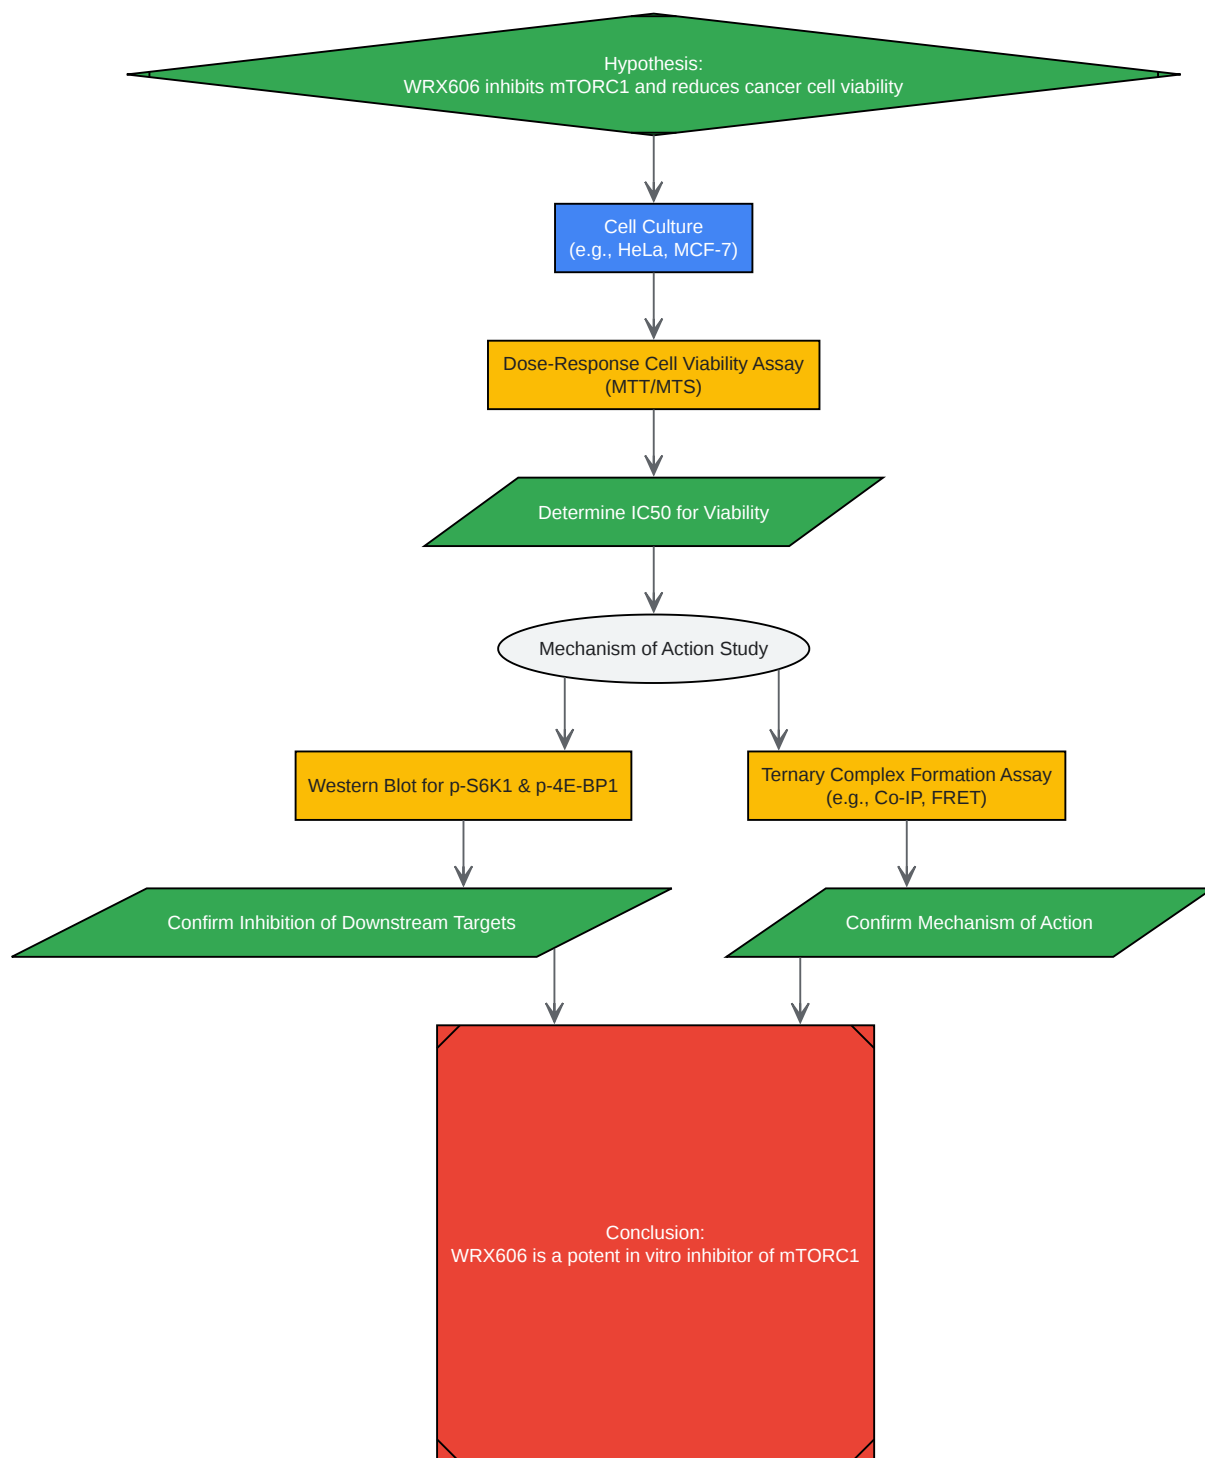 Hypothesis:
WRX606 inhibits mTORC1 and reduces cancer cell viability
Cell Culture
(e.g., HeLa, MCF-7)
Dose-Response Cell Viability Assay
(MTT/MTS)
Determine IC50 for Viability
Mechanism of Action Study
Western Blot for p-S6K1 & p-4E-BP1
Ternary Complex Formation Assay
(e.g., Co-IP, FRET)
Confirm Inhibition of Downstream Targets
Confirm Mechanism of Action
Conclusion:
WRX606 is a potent in vitro inhibitor of mTORC1